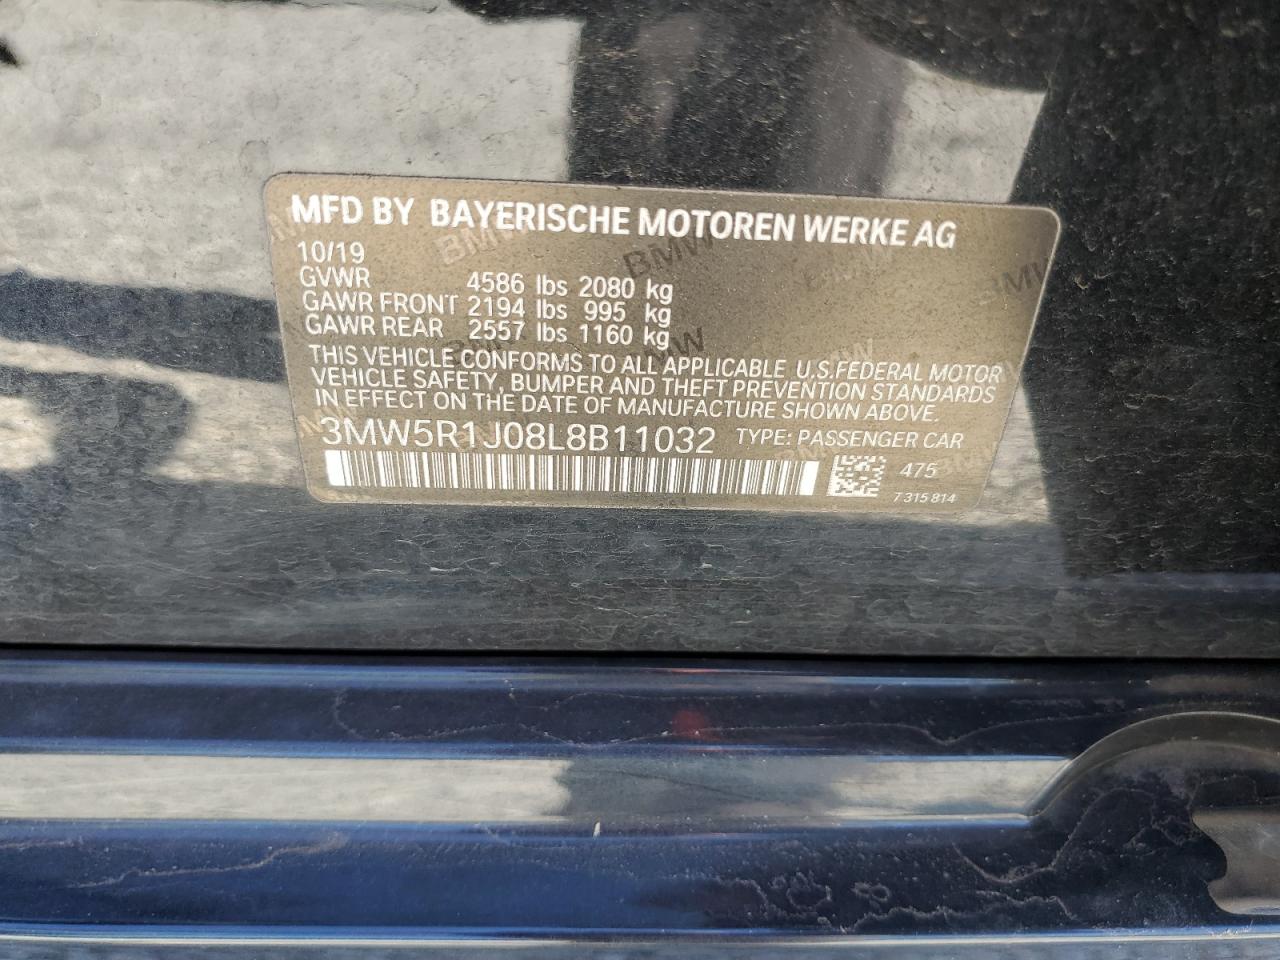 MFD BY BAYERISCHE MOTOREN WERKE AG
10/19
GVWR 4586 lbs 2080 kg
GAWR FRONT 2194 lbs 995 kg
GAWR REAR 2557 lbs 1160 kg
THIS VEHICLE CONFORMS TO ALL APPLICABLE U.S.FEDERAL MOTOR
VEHICLE SAFETY, BUMPER AND THEFT PREVENTION STANDARDS
IN EFFECT ON THE DATE OF MANUFACTURE SHOWN ABOVE.
3MW5R1J08L8B11032 TYPE: PASSENGER CAR
475
7 315 814